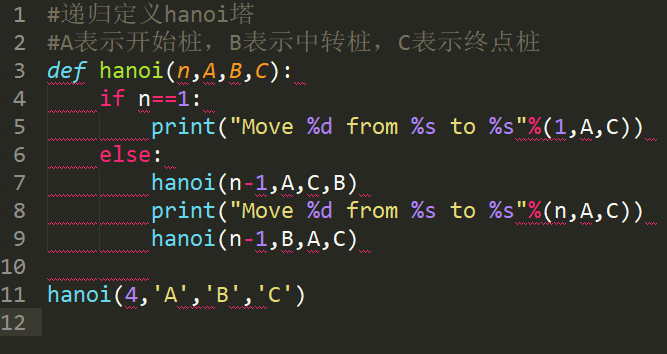 1 #递归定义hanoi塔
2 #A表示开始桩，B表示中转桩，C表示终点桩
3 def hanoi(n,A,B,C):
4     if n==1:
5         print("Move %d from %s to %s"%(1,A,C))
6     else:
7         hanoi(n-1,A,C,B)
8         print("Move %d from %s to %s"%(n,A,C))
9         hanoi(n-1,B,A,C)
10
11 hanoi(4,'A','B','C')
12